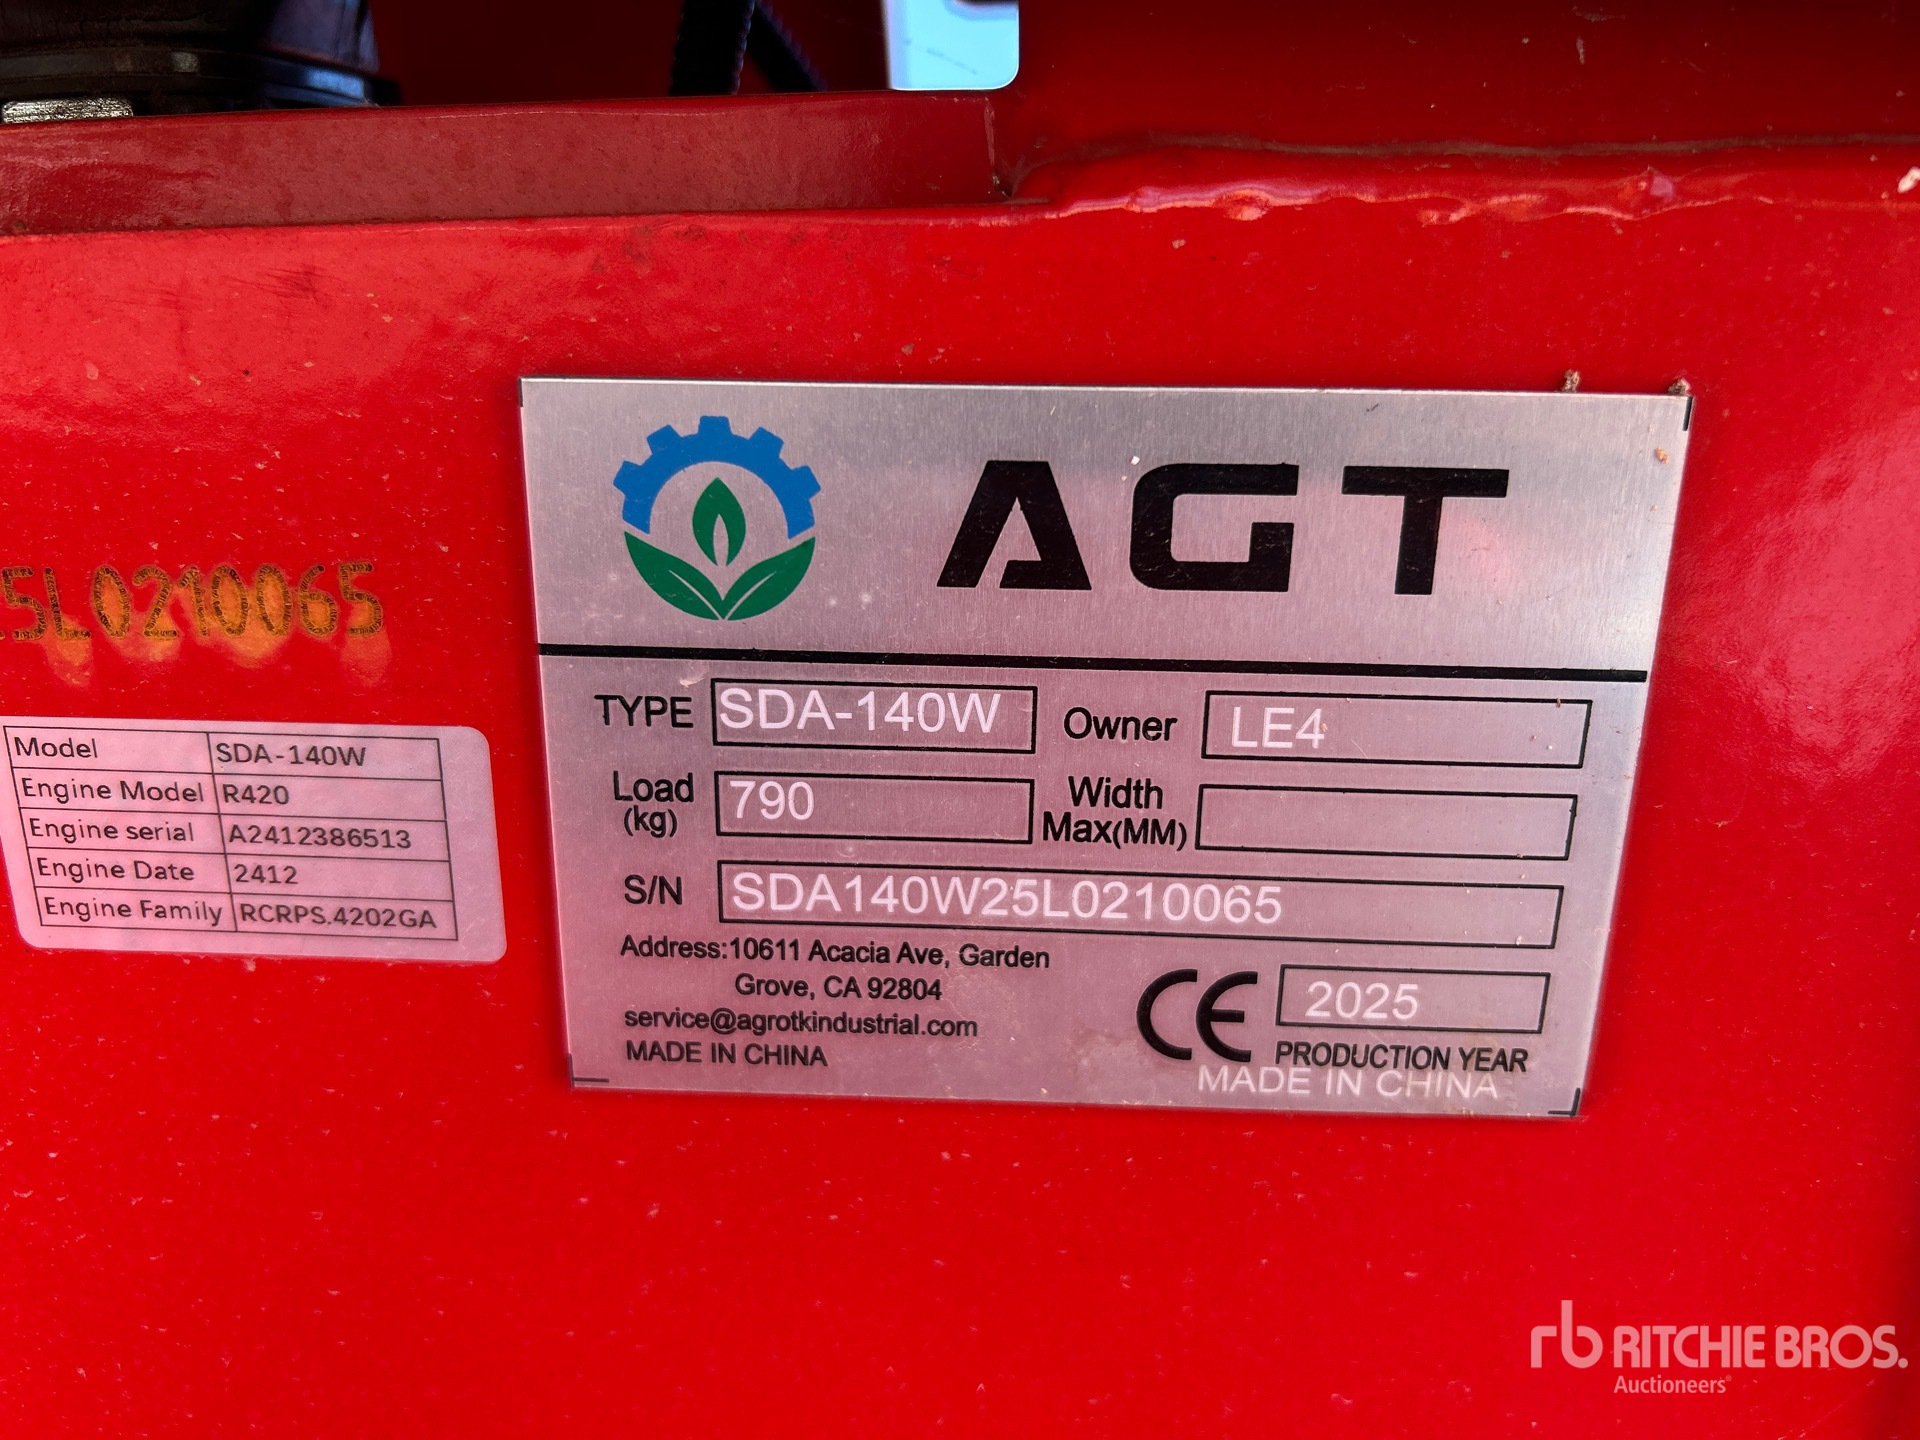 5L0210065
Model SDA-140W
Engine Model R420
Engine serial A2412386513
Engine Date 2412
Engine Family RCRPS.4202GA
AGT
TYPE SDA-140W Owner LE4
Load (kg) 790 Width Max(MM)
S/N SDA140W25L0210065
Address:10611 Acacia Ave, Garden
Grove, CA 92804
service@agrotkindustrial.com
MADE IN CHINA
CE 2025
PRODUCTION YEAR
MADE IN CHINA
rb RITCHIE BROS.
Auctioneers